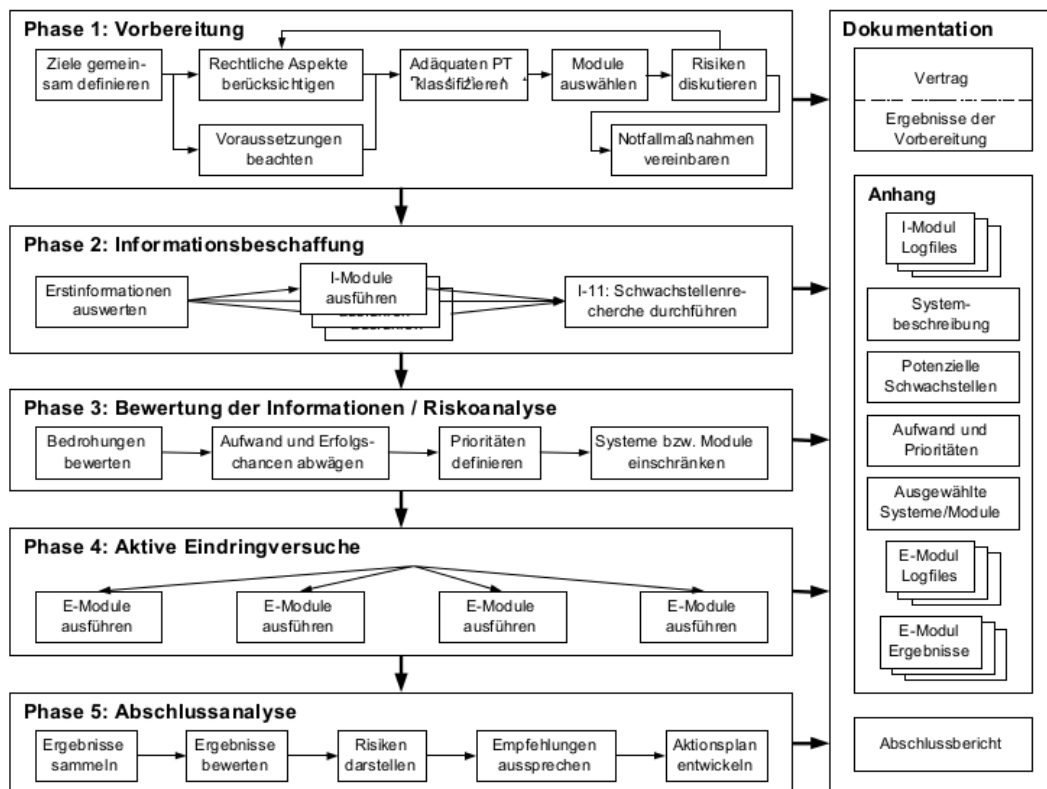 Phase 1: Vorbereitung
Ziele gemein-
sam definieren
Rechtliche Aspekte
berücksichtigen
Voraussetzungen
beachten
Adäquaten PT
klassifizieren
Module
auswählen
Risiken
diskutieren
Notfallmaßnahmen
vereinbaren
Phase 2: Informationsbeschaffung
Erstinformationen
auswerten
I-Module
ausführen
I-11: Schwachstellenre-
cherche durchführen
Phase 3: Bewertung der Informationen / Riskoanalyse
Bedrohungen
bewerten
Aufwand und Erfolgs-
chancen abwägen
Prioritäten
definieren
Systeme bzw. Module
einschränken
Phase 4: Aktive Eindringversuche
E-Module
ausführen
E-Module
ausführen
E-Module
ausführen
E-Module
ausführen
Phase 5: Abschlussanalyse
Ergebnisse
sammeln
Ergebnisse
bewerten
Risiken
darstellen
Empfehlungen
aussprechen
Aktionsplan
entwickeln
Dokumentation
Vertrag
Ergebnisse der
Vorbereitung
Anhang
I-Modul
Logfiles
System-
beschreibung
Potenzielle
Schwachstellen
Aufwand und
Prioritäten
Ausgewählte
Systeme/Module
E-Modul
Logfiles
E-Modul
Ergebnisse
Abschlussbericht